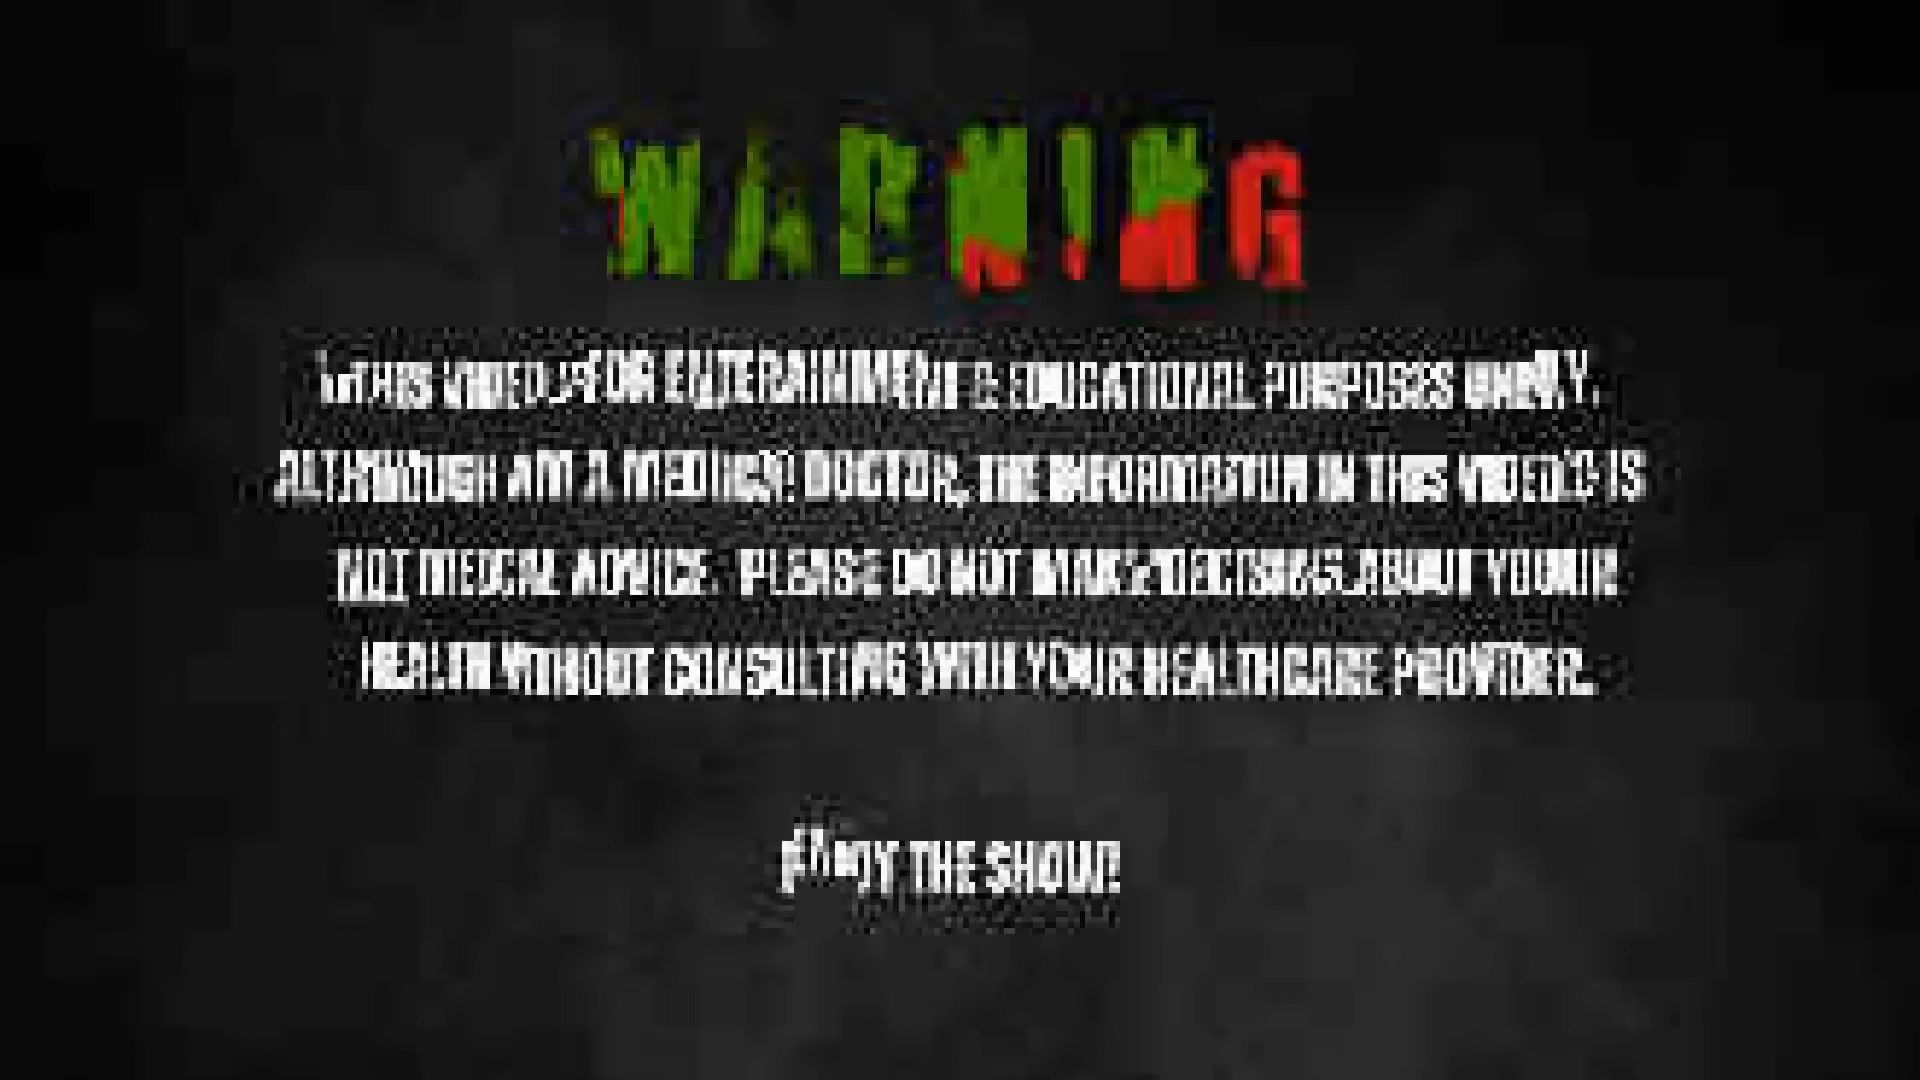 WARNING
THIS VIDEO IS FOR ENTERTAINMENT & EDUCATIONAL PURPOSES ONLY.
ALTHOUGH I AM A MEDICAL DOCTOR, THE INFORMATION IN THIS VIDEO IS
NOT MEDICAL ADVICE. PLEASE DO NOT MAKE DECISIONS ABOUT YOUR
HEALTH WITHOUT CONSULTING WITH YOUR HEALTHCARE PROVIDER.
ENJOY THE SHOW!